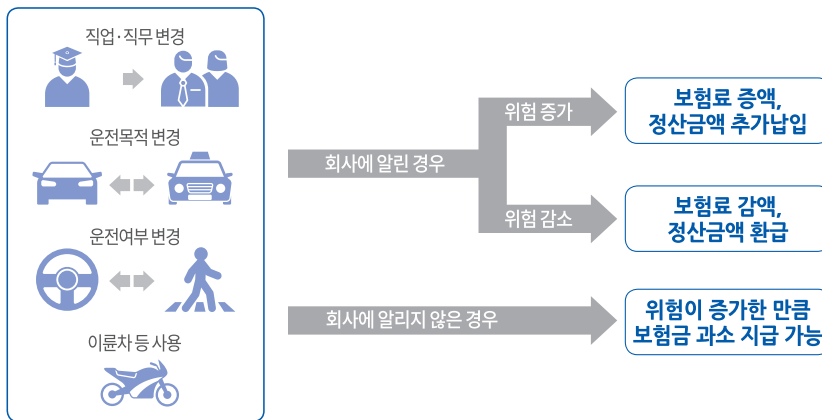 직업·직무 변경
운전목적 변경
운전여부 변경
이륜차 등 사용
회사에 알린 경우
위험 증가
보험료 증액,
정산금액 추가납입
위험 감소
보험료 감액,
정산금액 환급
회사에 알리지 않은 경우
위험이 증가한 만큼
보험금 과소 지급 가능